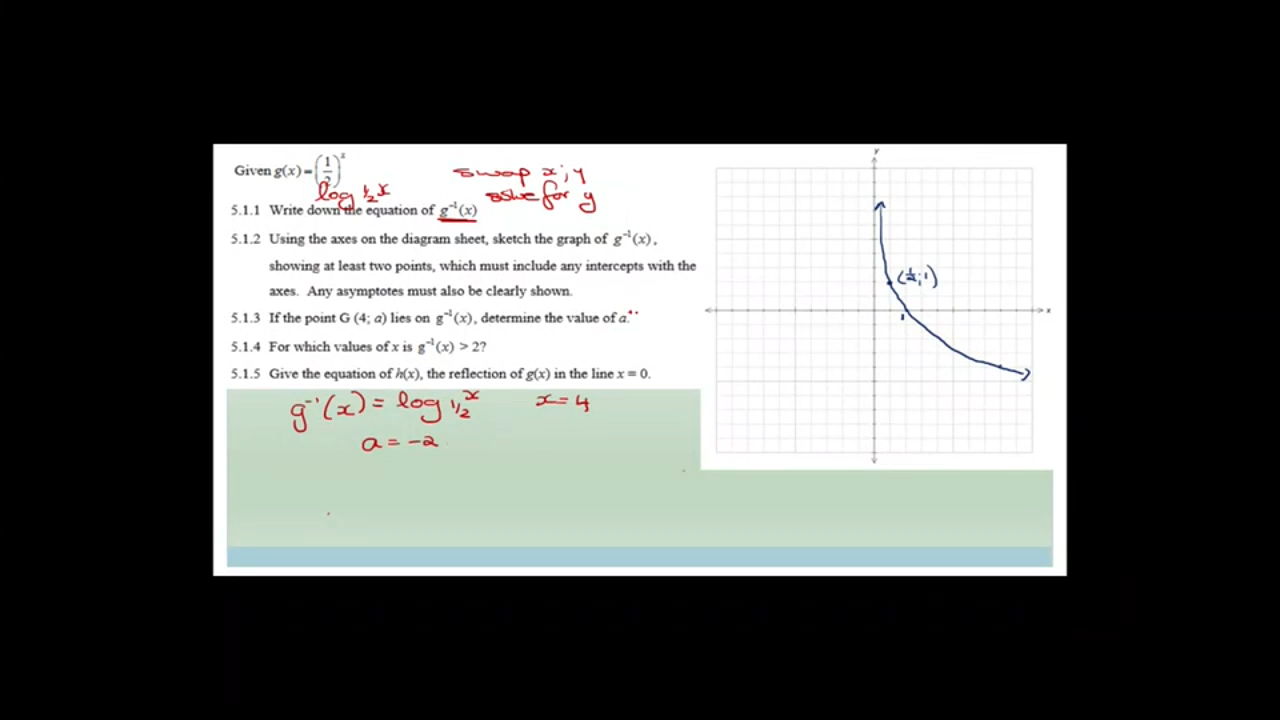 Given g(x) = (1/2)^x
swap x; y
log 1/2 x
solve for y
5.1.1 Write down the equation of g⁻¹(x)
5.1.2 Using the axes on the diagram sheet, sketch the graph of g⁻¹(x),
showing at least two points, which must include any intercepts with the
axes. Any asymptotes must also be clearly shown.
5.1.3 If the point G (4; a) lies on g⁻¹(x), determine the value of a.
5.1.4 For which values of x is g⁻¹(x) > 2?
5.1.5 Give the equation of h(x), the reflection of g(x) in the line x = 0.
g⁻¹(x) = log 1/2 x
x = 4
a = -2
y
(1/2; 1)
x
1